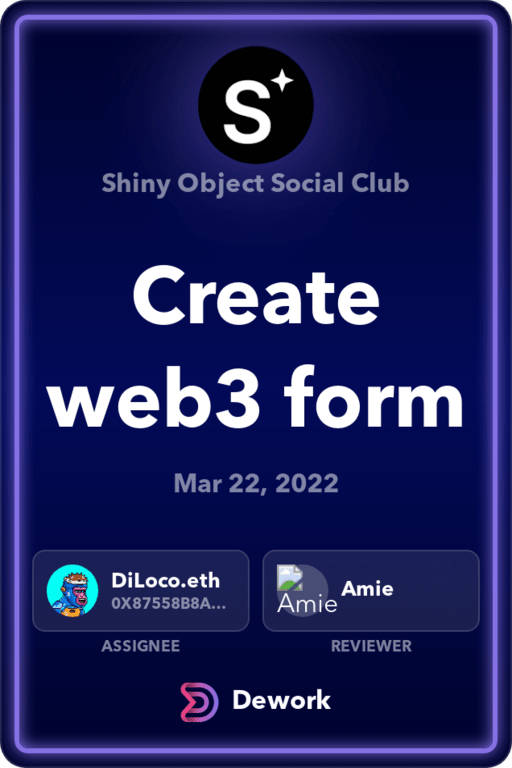 S
Shiny Object Social Club
Create
web3 form
Mar 22, 2022
DiLoco.eth
0X87558B8A...
Amie
Amie
ASSIGNEE
REVIEWER
Dework